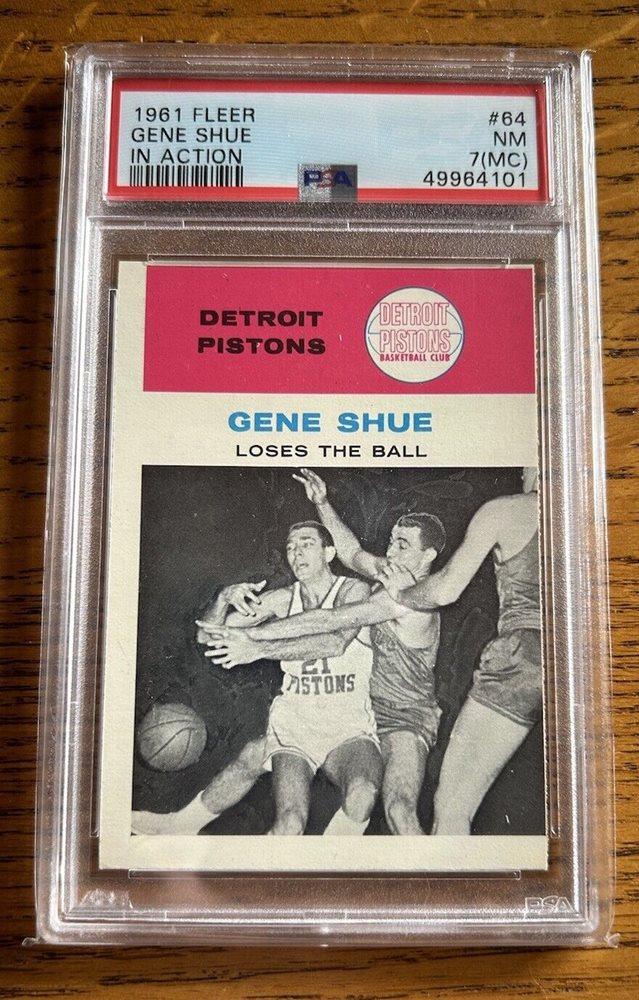 1961 FLEER
GENE SHUE
IN ACTION
#64
NM
7(MC)
49964101
PSA
DETROIT
PISTONS
DETROIT
PISTONS
BASKETBALL CLUB
GENE SHUE
LOSES THE BALL
21
PISTONS
PSA